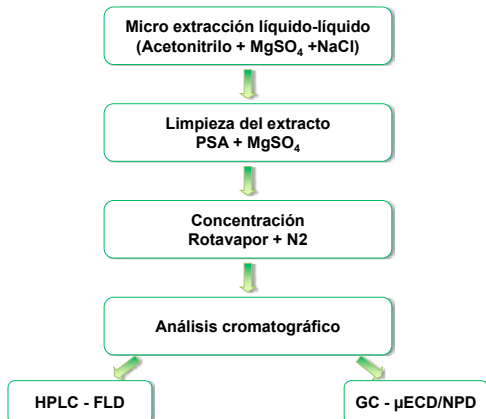 Micro extracción líquido-líquido
(Acetonitrilo + MgSO₄ +NaCl)
Limpieza del extracto
PSA + MgSO₄
Concentración
Rotavapor + N2
Análisis cromatográfico
HPLC - FLD
GC - µECD/NPD